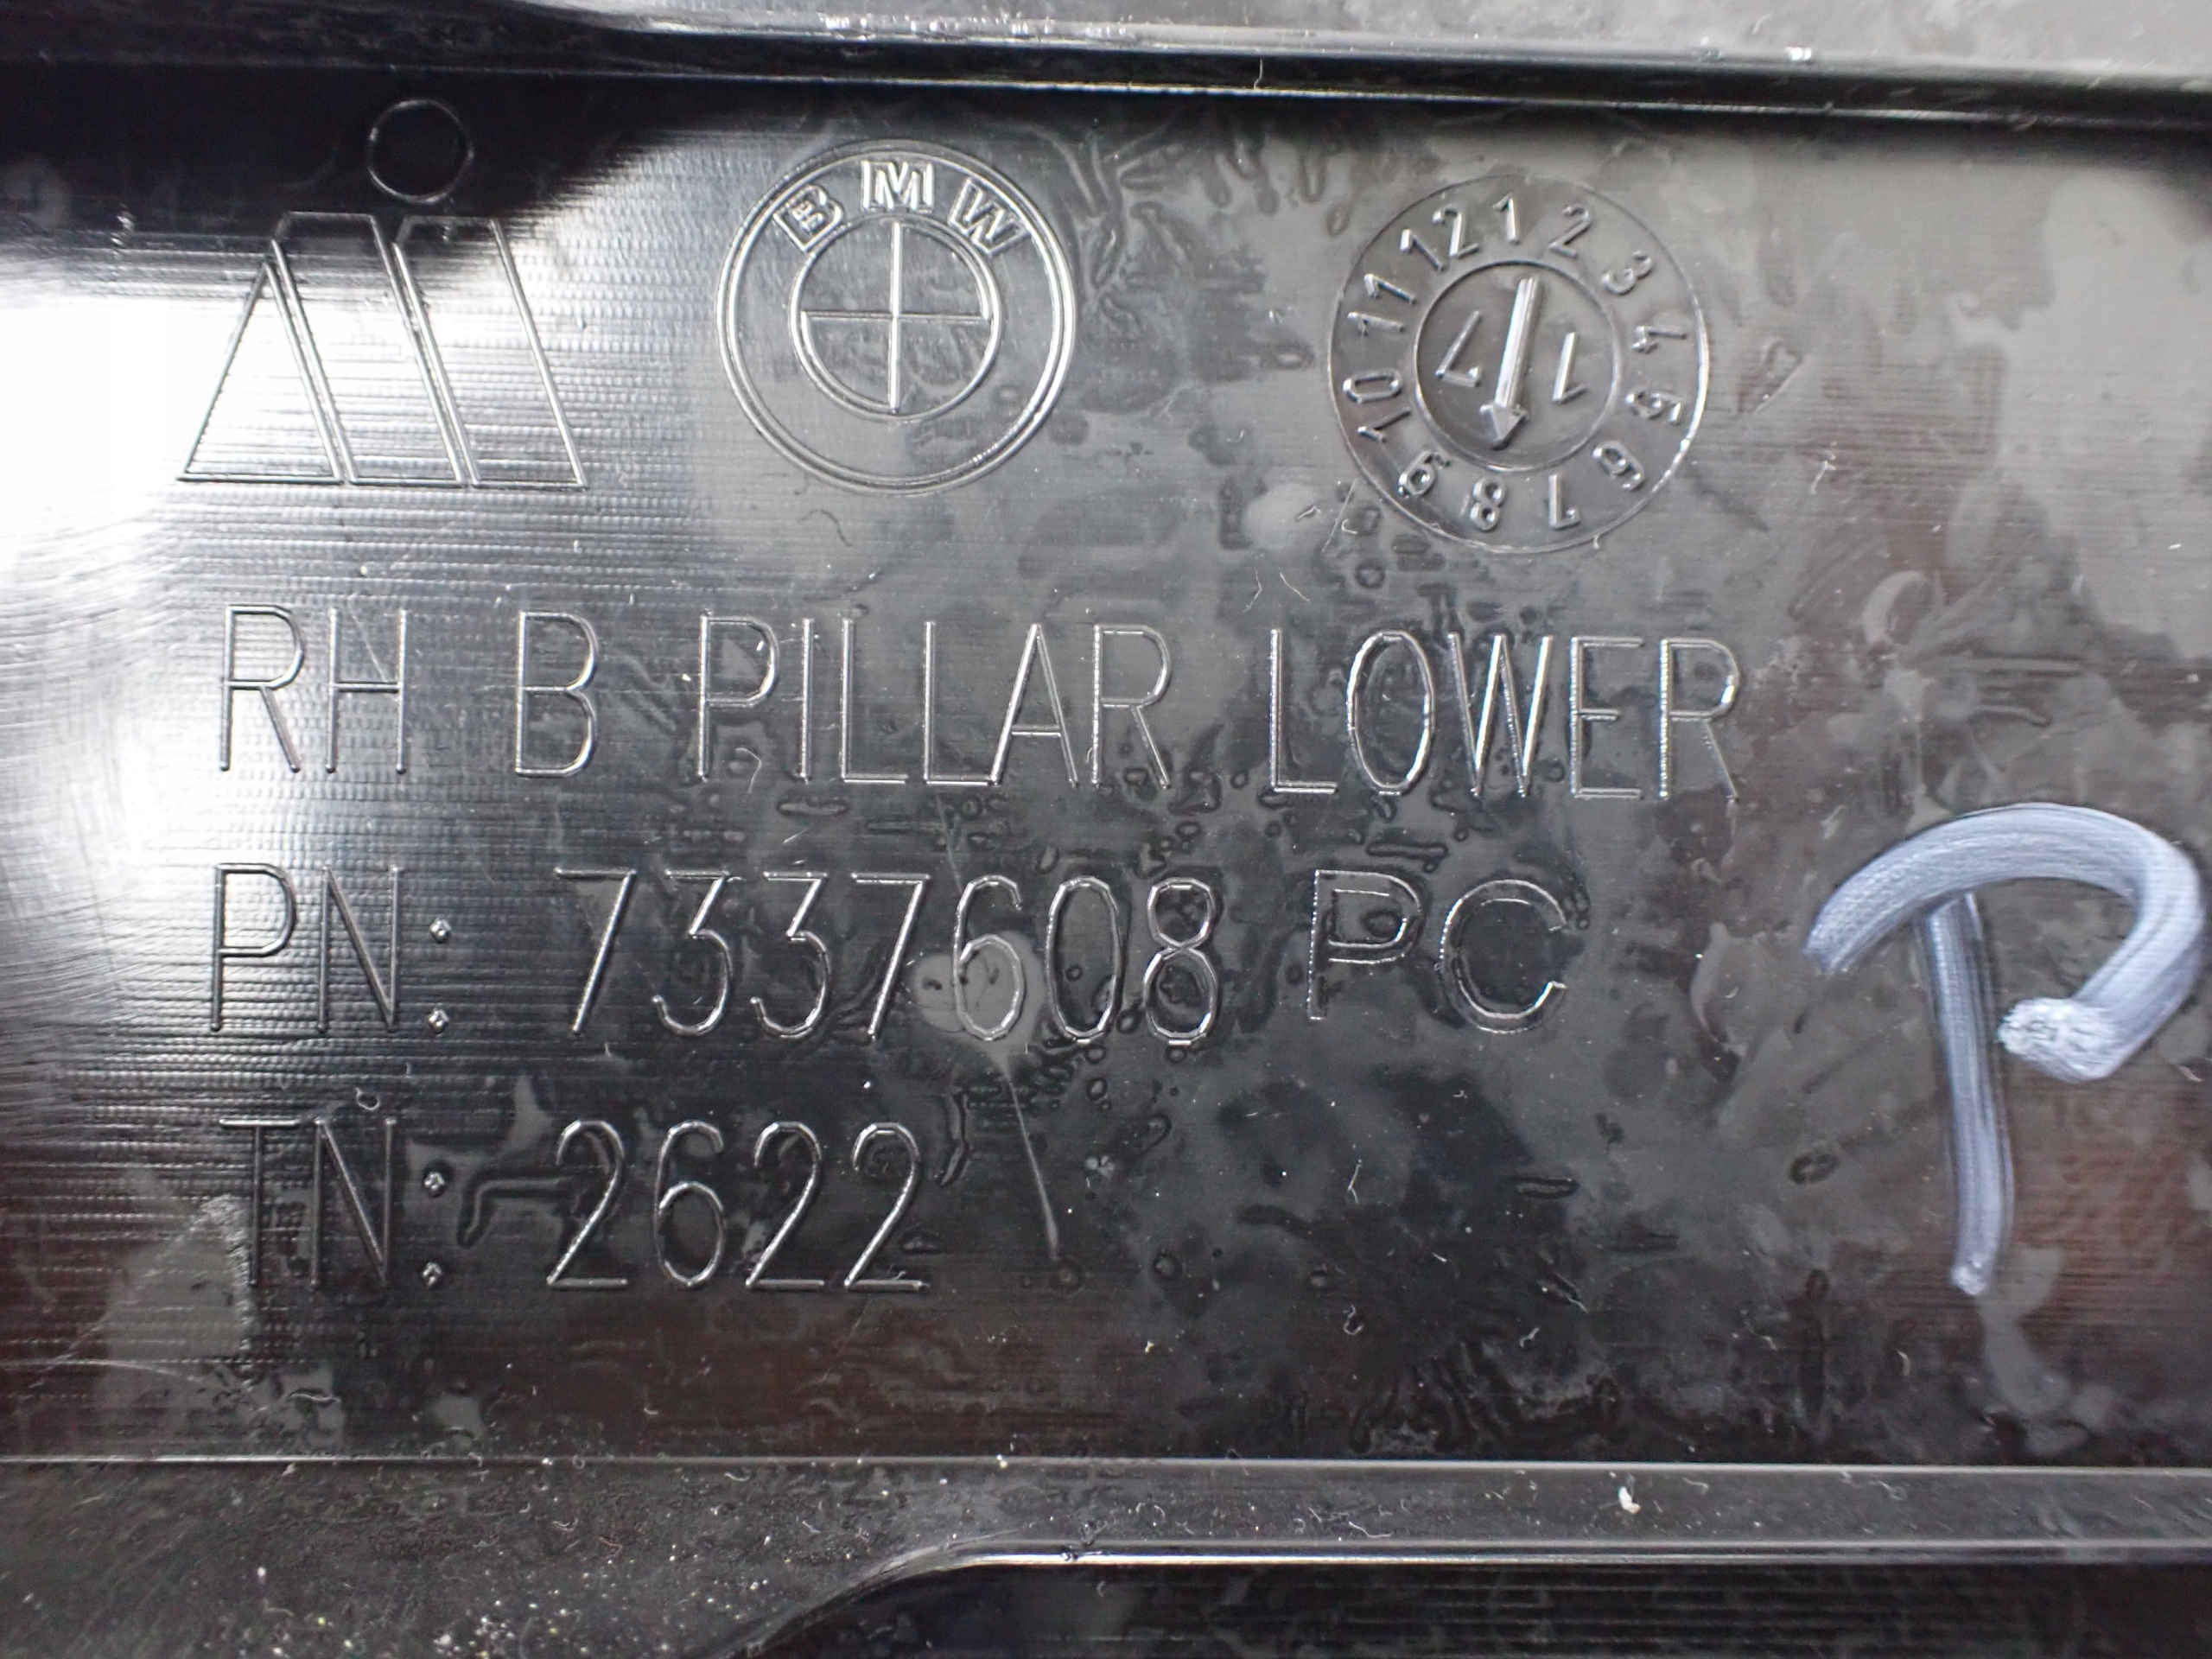 BMW
1 2 3 4 5 6 7 8 9 10 11 12
17
RH B PILLAR LOWER
PN: 7337608 PC
TN: 2622
P